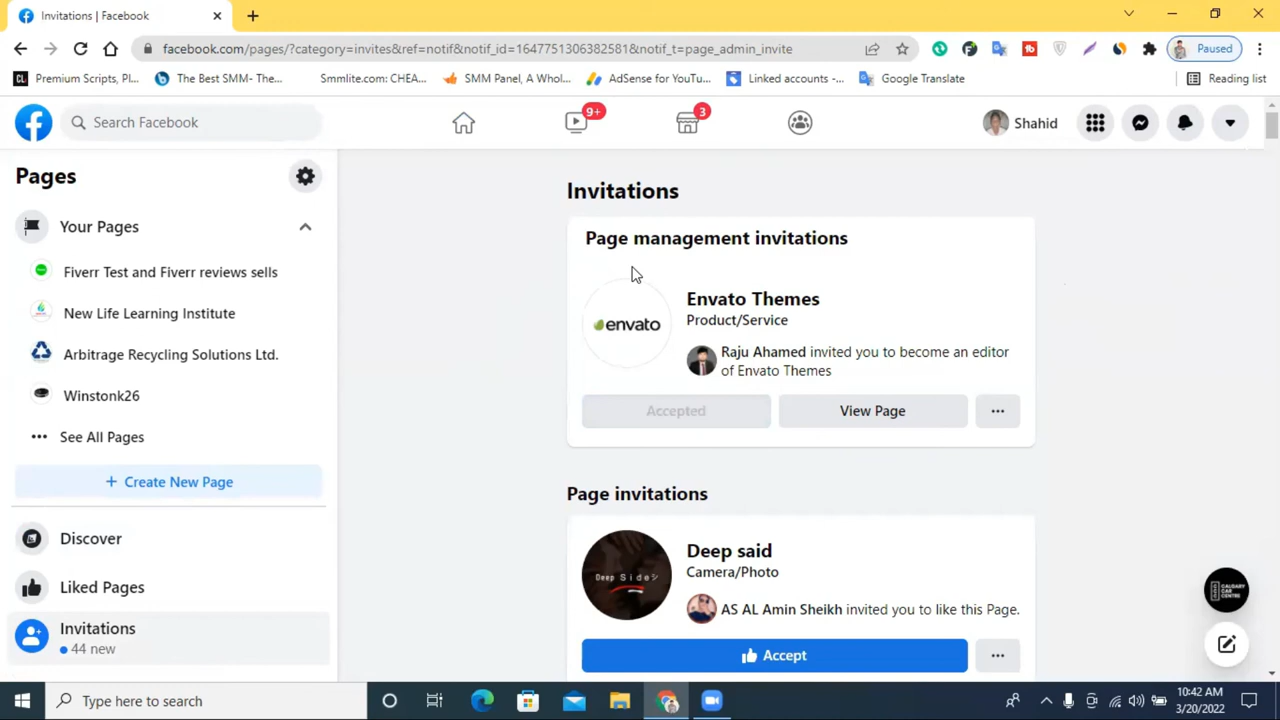 Invitations | Facebook
facebook.com/pages/?category=invites&ref=notif&notif_id=1647751306382581&notif_t=page_admin_invite
Paused
Premium Scripts, Pl...
The Best SMM- The...
Smmlite.com: CHEA...
SMM Panel, A Whol...
AdSense for YouTu...
Linked accounts -...
Google Translate
Reading list
Search Facebook
9+
3
Shahid
Pages
Your Pages
Fiverr Test and Fiverr reviews sells
New Life Learning Institute
Arbitrage Recycling Solutions Ltd.
Winstonk26
See All Pages
+ Create New Page
Discover
Liked Pages
Invitations
44 new
Invitations
Page management invitations
envato
Envato Themes
Product/Service
Raju Ahamed invited you to become an editor
of Envato Themes
Accepted
View Page
Page invitations
Deep Side
Deep said
Camera/Photo
AS AL Amin Sheikh invited you to like this Page.
Accept
CALGARY
CAR
CENTRE
Type here to search
10:42 AM
3/20/2022